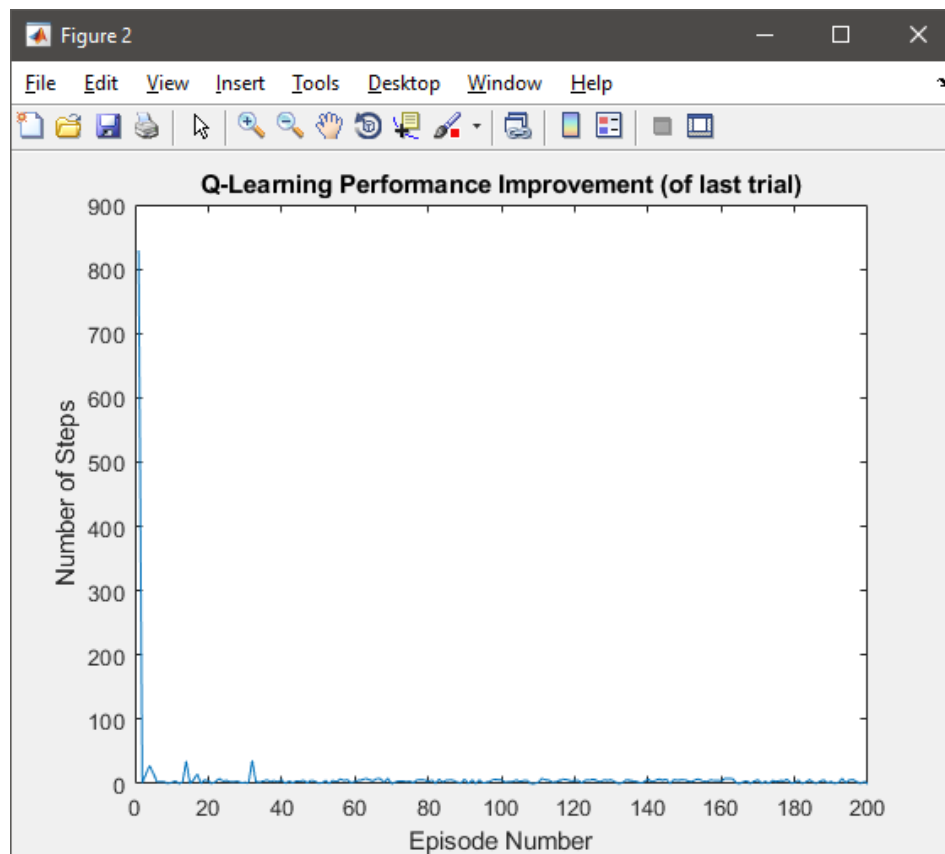 Figure 2
File Edit View Insert Tools Desktop Window Help
Q-Learning Performance Improvement (of last trial)
900
800
700
600
500
400
300
200
100
0
Number of Steps
0 20 40 60 80 100 120 140 160 180 200
Episode Number